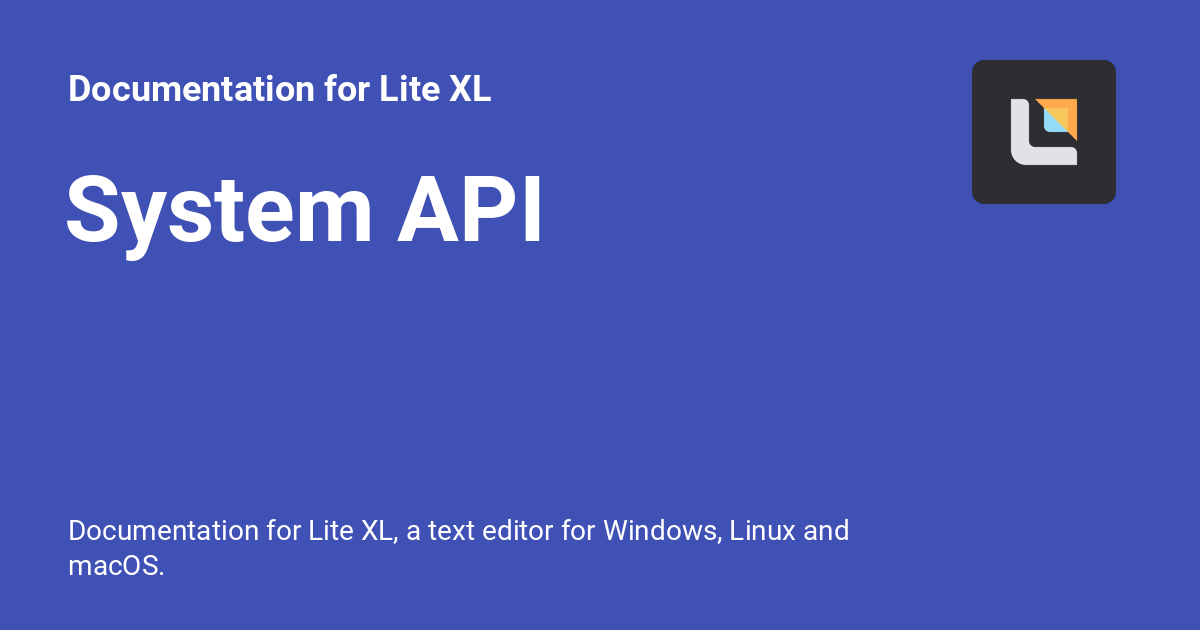 Documentation for Lite XL
System API
Documentation for Lite XL, a text editor for Windows, Linux and
macOS.